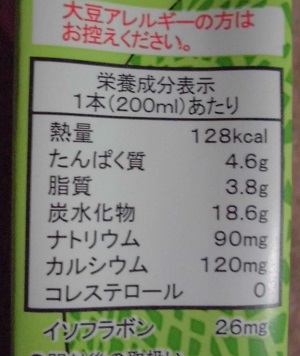 大豆アレルギーの方は
お控えください。
栄養成分表示
1本(200ml)あたり
熱量 128kcal
たんぱく質 4.6g
脂質 3.8g
炭水化物 18.6g
ナトリウム 90mg
カルシウム 120mg
コレステロール 0
イソフラボン 26mg